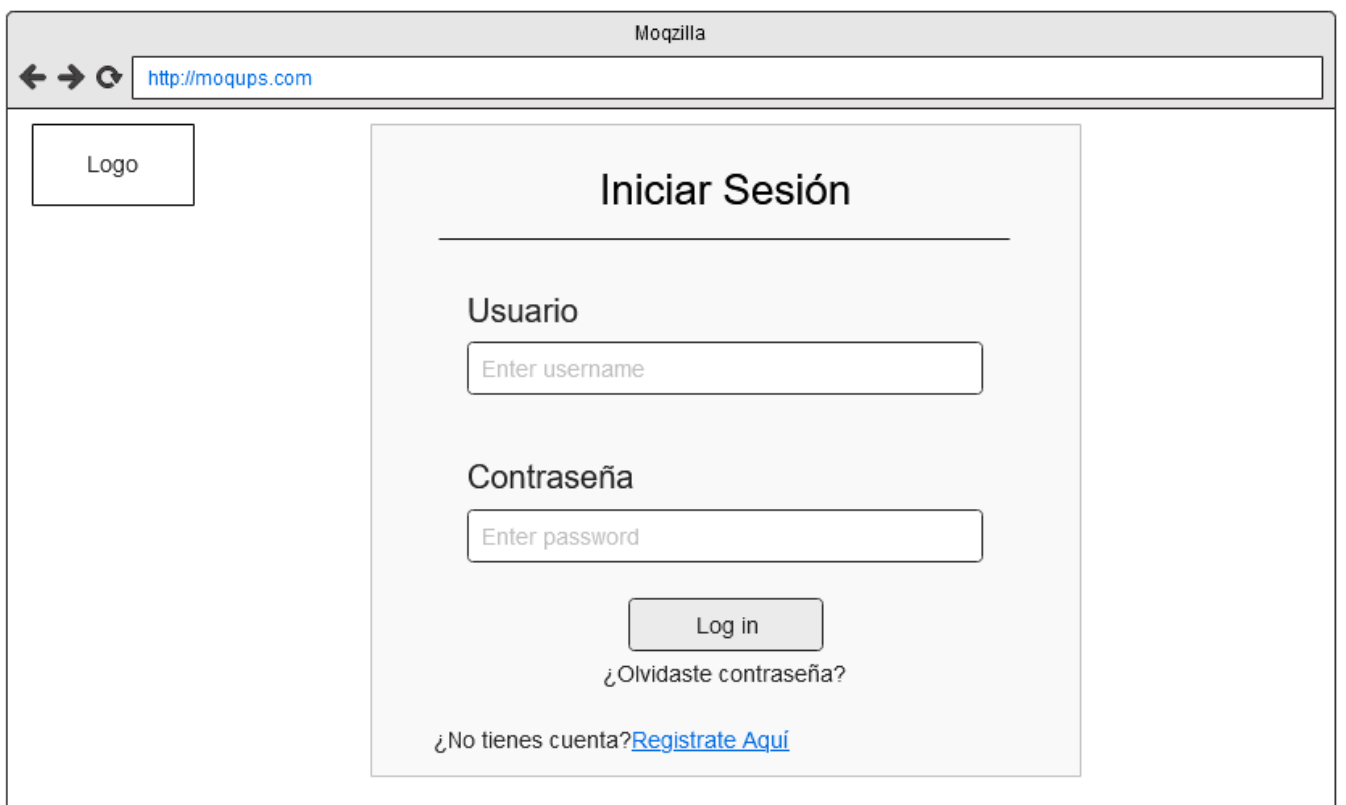 Moqzilla
http://moqups.com
Logo
Iniciar Sesión
Usuario
Enter username
Contraseña
Enter password
Log in
¿Olvidaste contraseña?
¿No tienes cuenta?Registrate Aquí